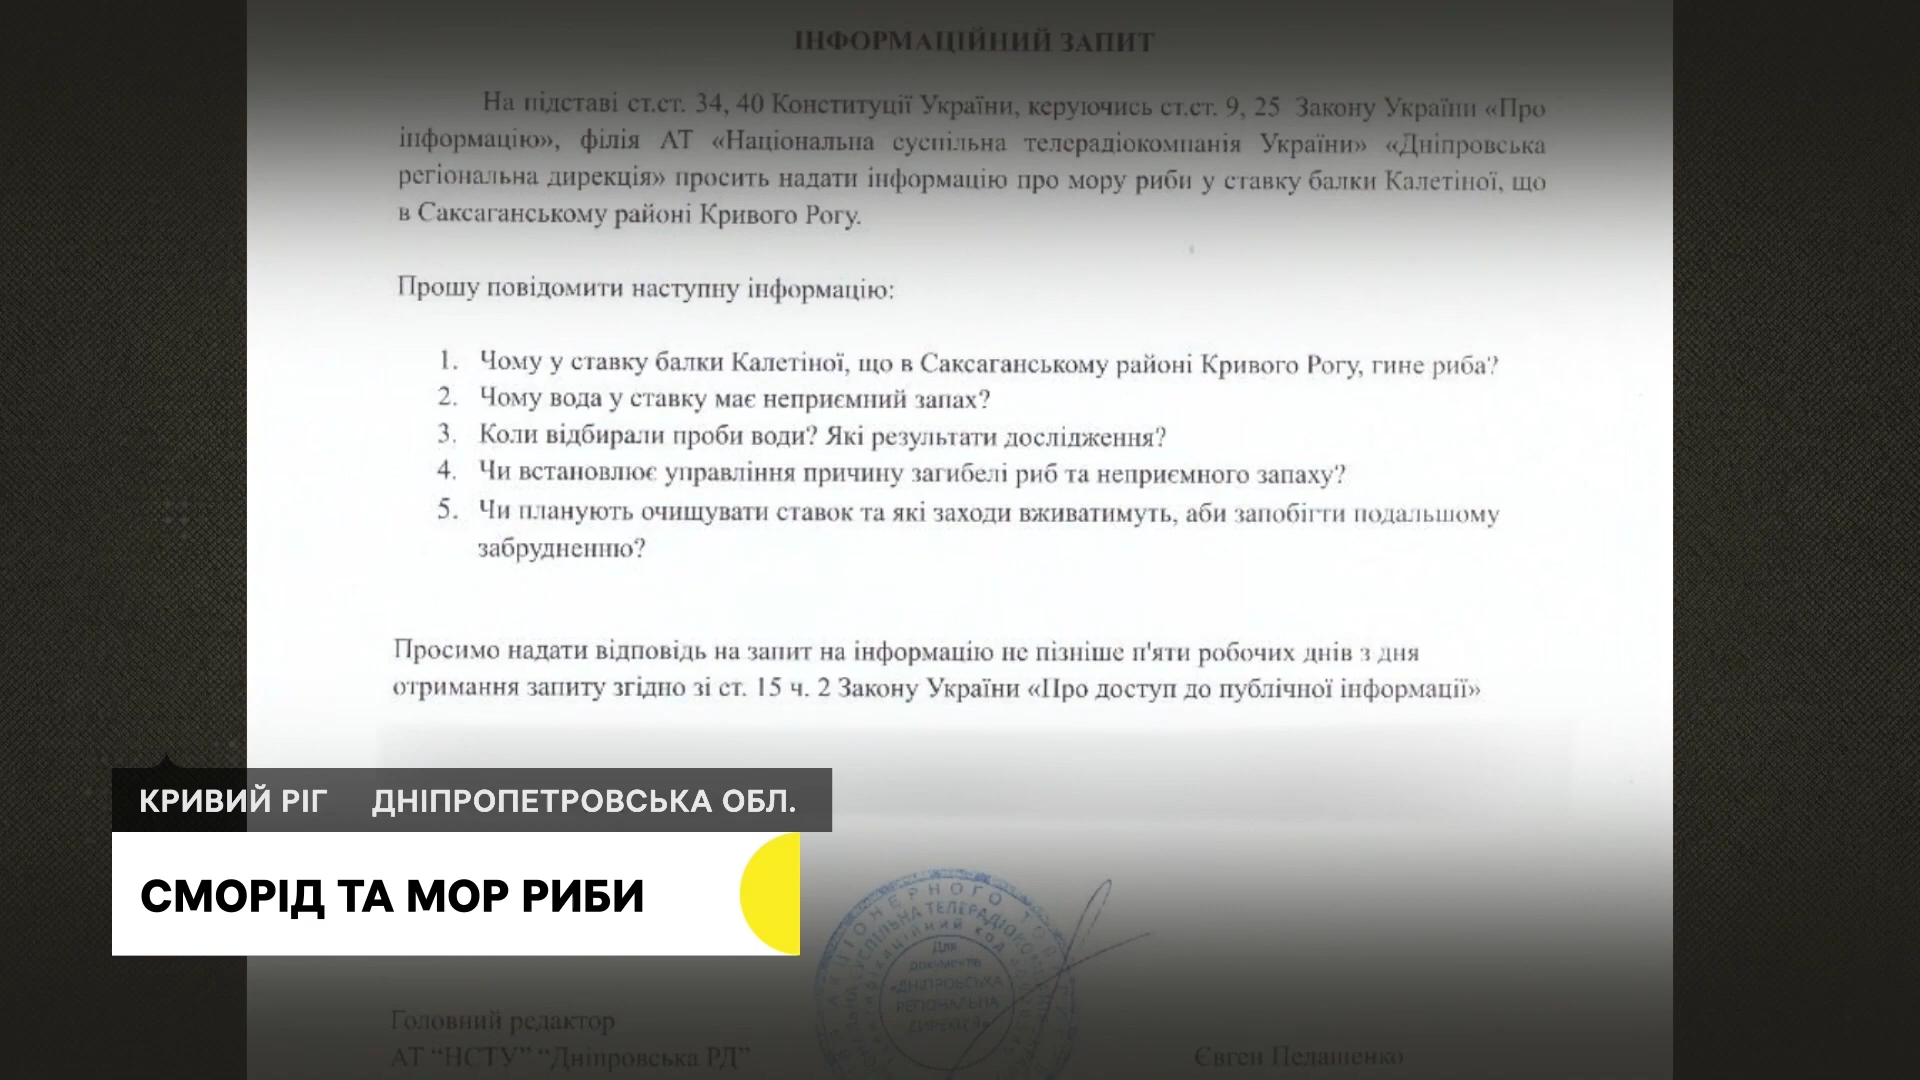 ІНФОРМАЦІЙНИЙ ЗАПИТ
На підставі ст.ст. 34, 40 Конституції України, керуючись ст.ст. 9, 25 Закону України «Про
інформацію», філія АТ «Національна суспільна телерадіокомпанія України» «Дніпровська
регіональна дирекція» просить надати інформацію про мору риби у ставку балки Калетіної, що
в Саксаганському районі Кривого Рогу.
Прошу повідомити наступну інформацію:
1. Чому у ставку балки Калетіної, що в Саксаганському районі Кривого Рогу, гине риба?
2. Чому вода у ставку має неприємний запах?
3. Коли відбирали проби води? Які результати дослідження?
4. Чи встановлює управління причину загибелі риб та неприємного запаху?
5. Чи планують очищувати ставок та які заходи вживатимуть, аби запобігти подальшому
забрудненню?
Просимо надати відповідь на запит на інформацію не пізніше п'яти робочих днів з дня
отримання запиту згідно зі ст. 15 ч. 2 Закону України «Про доступ до публічної інформації»
КРИВИЙ РІГ ДНІПРОПЕТРОВСЬКА ОБЛ.
СМОРІД ТА МОР РИБИ
Для
документів
«ДНІПРОВСЬКА
РЕГІОНАЛЬНА
ДИРЕКЦІЯ»
Головний редактор
АТ “НСТУ” “Дніпровська РД”
Євген Пелашенко